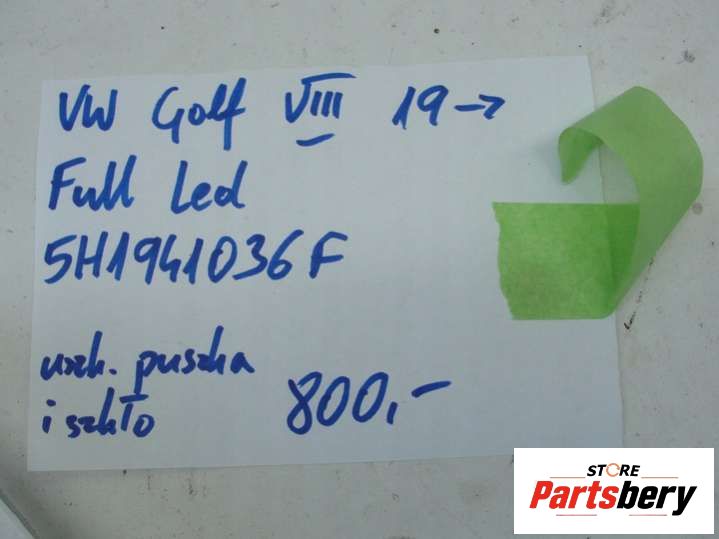 VW Golf VIII 19→
Full Led
5H1941036F
uszk. puszka
i szkło
800,-
STORE
Partsbery